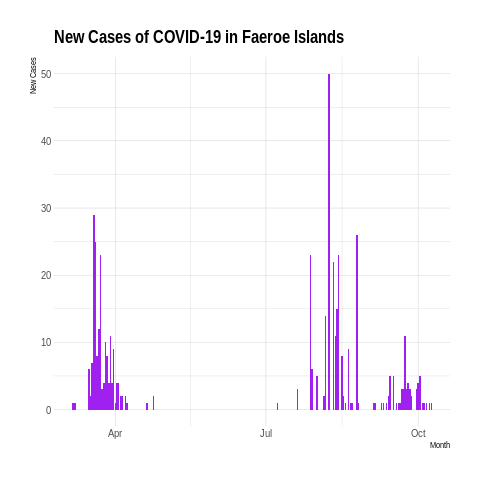 New Cases of COVID-19 in Faeroe Islands
New Cases
50
40
30
20
10
0
Apr
Jul
Oct
Month